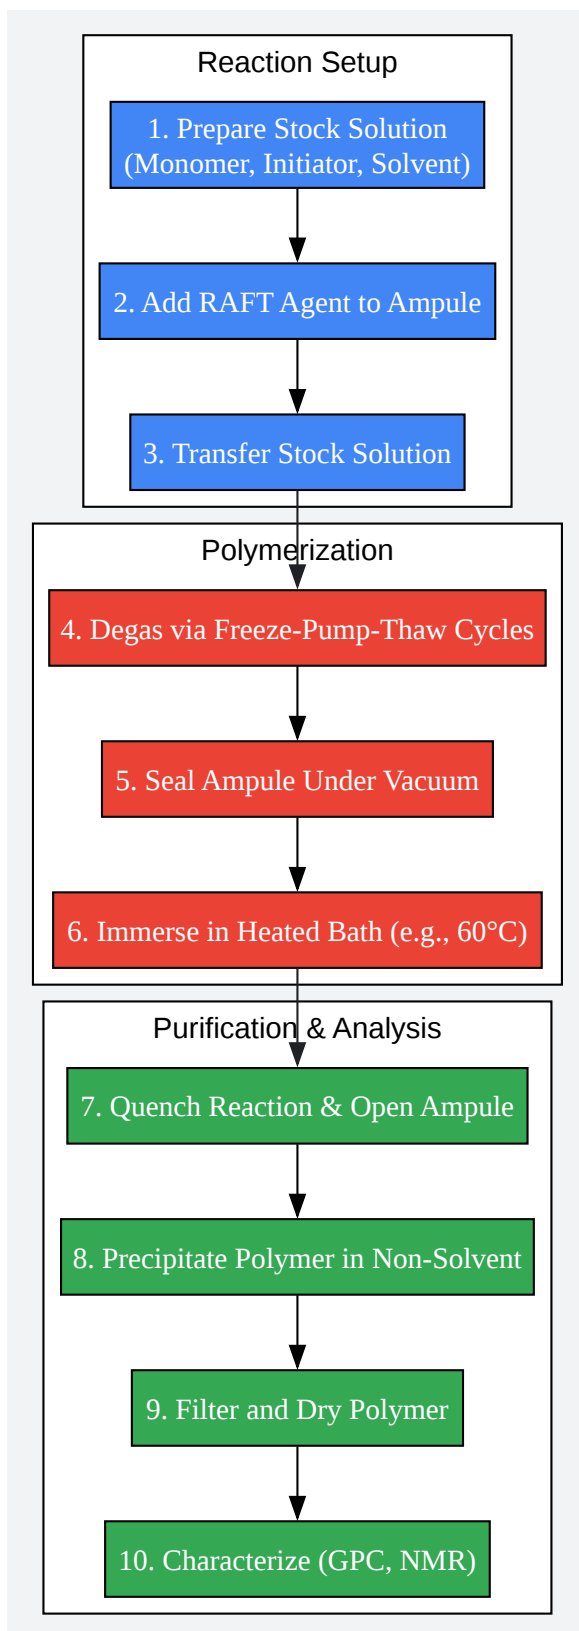 Reaction Setup
1. Prepare Stock Solution
(Monomer, Initiator, Solvent)
2. Add RAFT Agent to Ampule
3. Transfer Stock Solution
Polymerization
4. Degas via Freeze-Pump-Thaw Cycles
5. Seal Ampule Under Vacuum
6. Immerse in Heated Bath (e.g., 60°C)
Purification & Analysis
7. Quench Reaction & Open Ampule
8. Precipitate Polymer in Non-Solvent
9. Filter and Dry Polymer
10. Characterize (GPC, NMR)